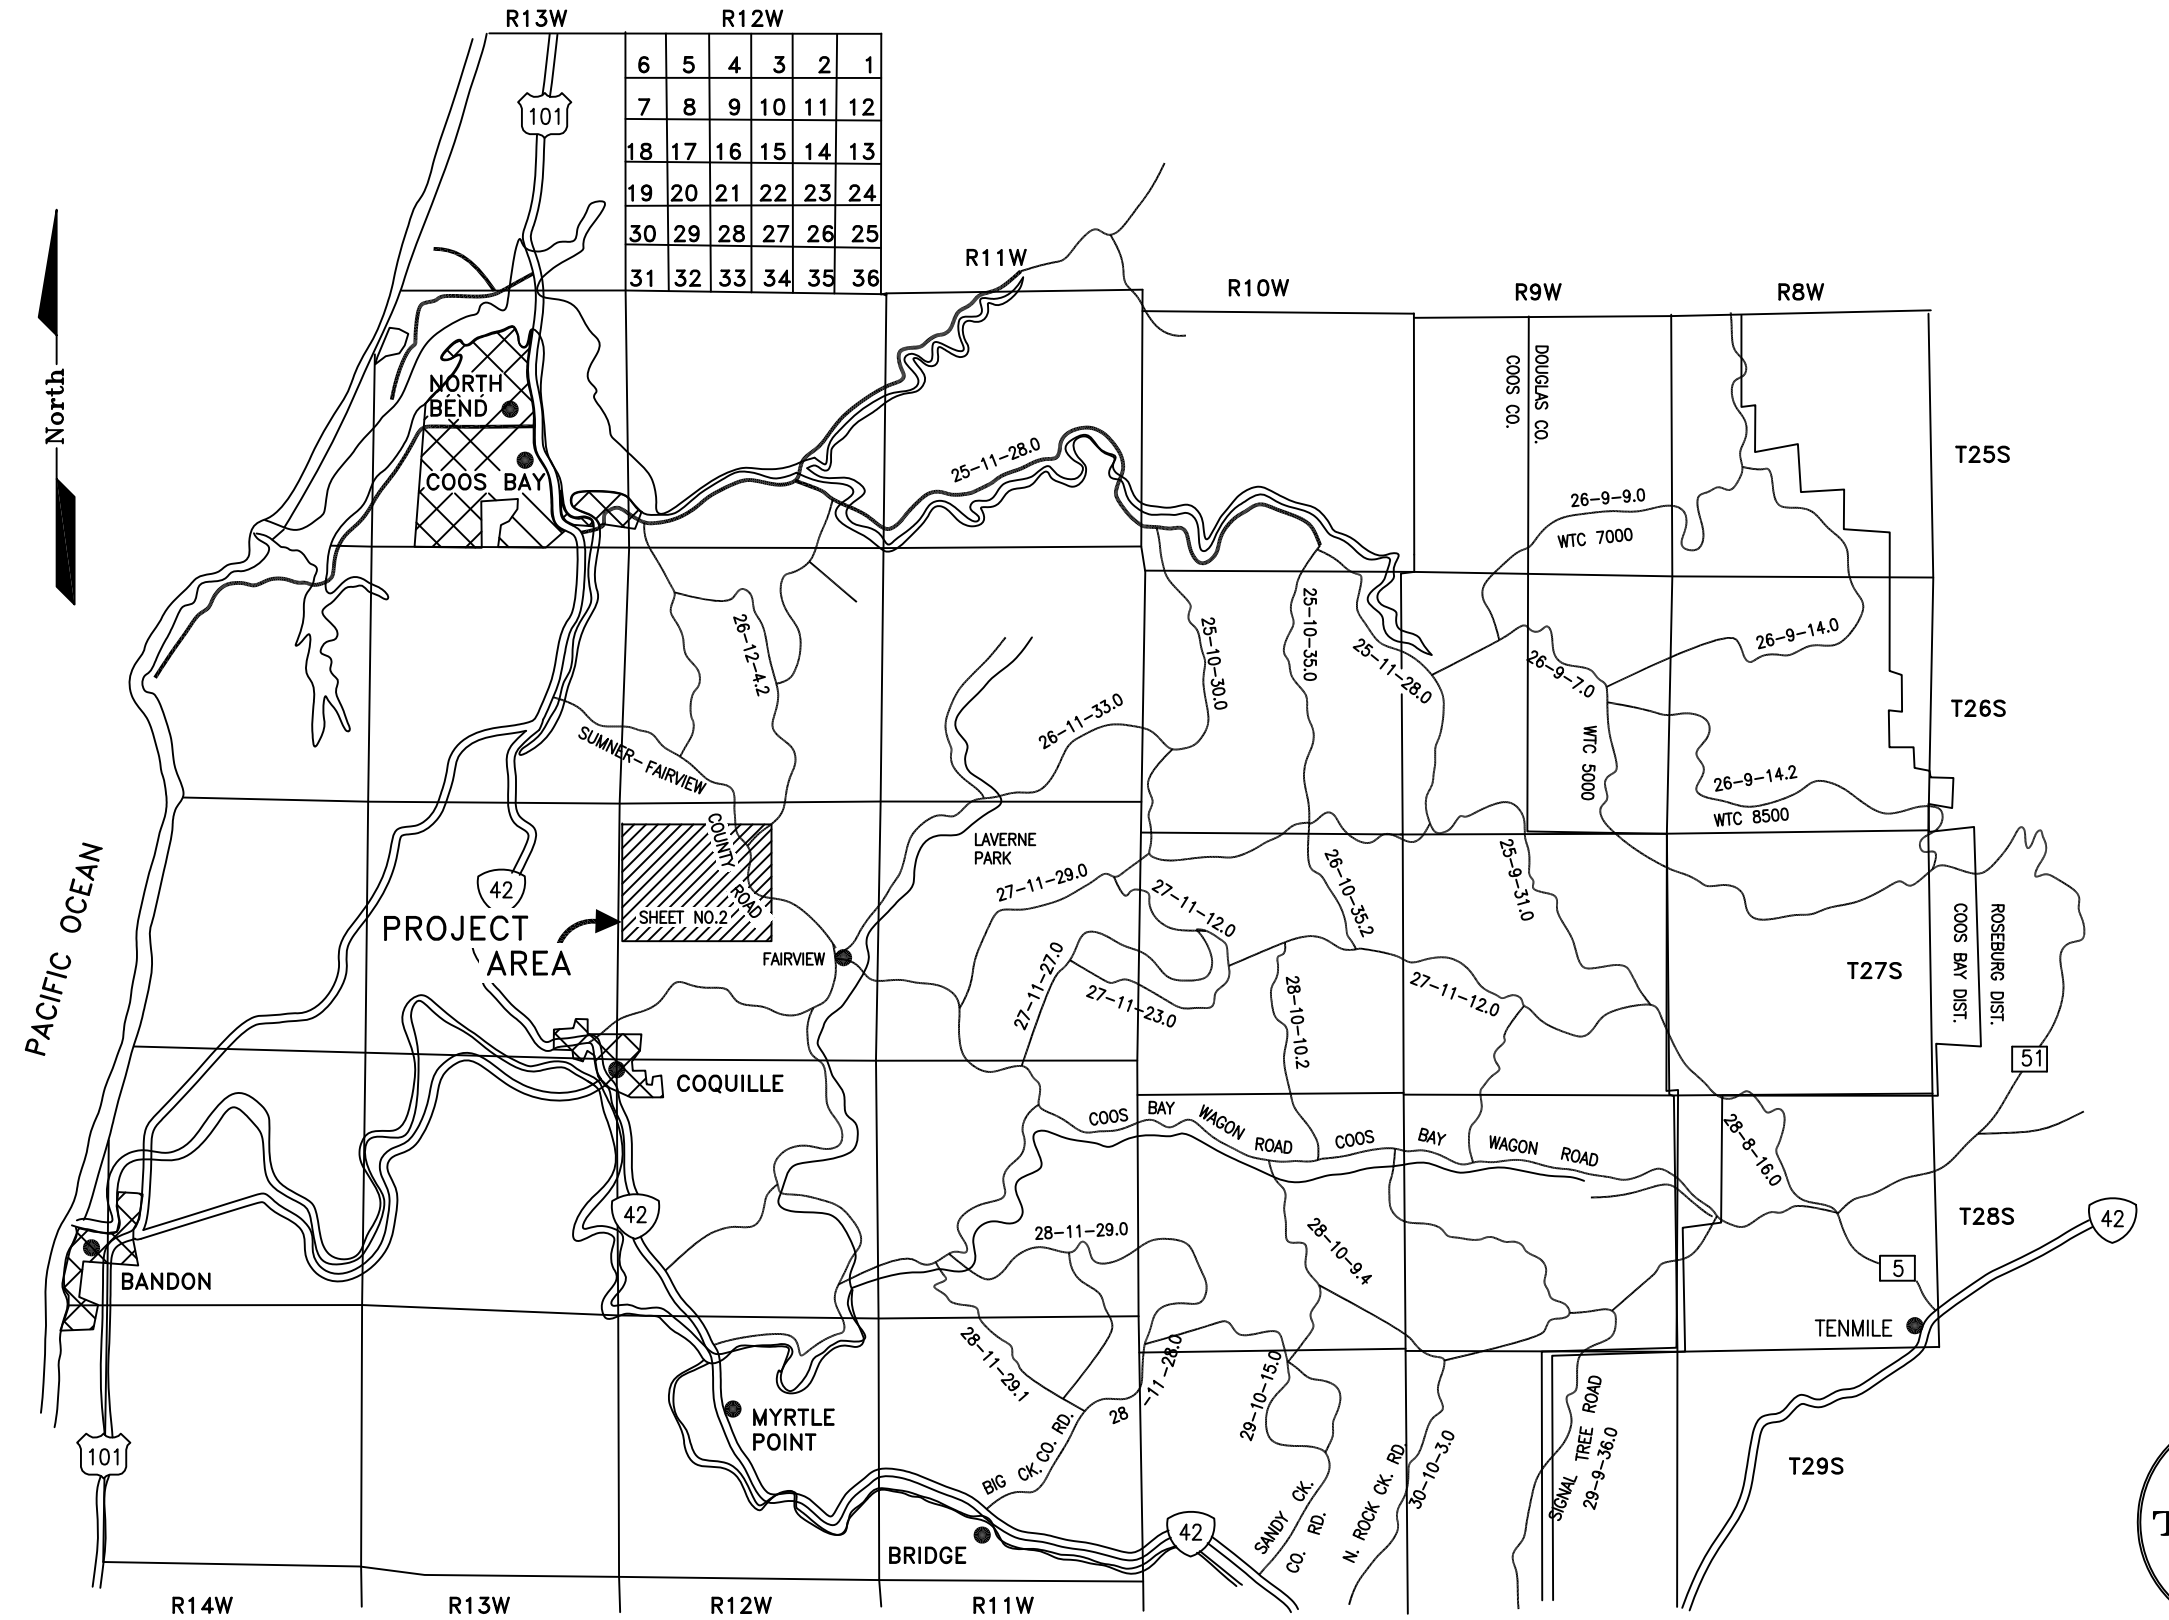 R13W
R12W
6 5 4 3 2 1
7 8 9 10 11 12
18 17 16 15 14 13
19 20 21 22 23 24
30 29 28 27 26 25
31 32 33 34 35 36
101
North
R11W
R10W
R9W
R8W
NORTH
BEND
COOS BAY
25-11-28.0
DOUGLAS CO.
COOS CO.
26-9-9.0
WTC 7000
T25S
26-12-4.2
25-10-30.0
25-10-35.0
25-11-28.0
26-9-7.0
26-9-14.0
T26S
SUMNER-FAIRVIEW
COUNTY ROAD
26-11-33.0
WTC 5000
26-9-14.2
WTC 8500
LAVERNE
PARK
42
PROJECT
AREA
SHEET NO.2
FAIRVIEW
27-11-29.0
27-11-12.0
27-11-27.0
27-11-23.0
26-10-35.2
25-9-31.0
28-10-10.2
27-11-12.0
T27S
COOS BAY DIST.
ROSEBURG DIST.
51
PACIFIC OCEAN
COQUILLE
COOS BAY WAGON ROAD
COOS BAY WAGON ROAD
28-8-16.0
42
T28S
42
BANDON
28-11-29.0
28-10-9.4
5
TENMILE
28-11-29.1
28
-11-28.0
29-10-15.0
MYRTLE
POINT
BIG CK.CO. RD.
SANDY CK.
CO. RD.
N. ROCK CK. RD.
30-10-3.0
SIGNAL TREE ROAD
29-9-36.0
T29S
101
BRIDGE
42
R14W
R13W
R12W
R11W